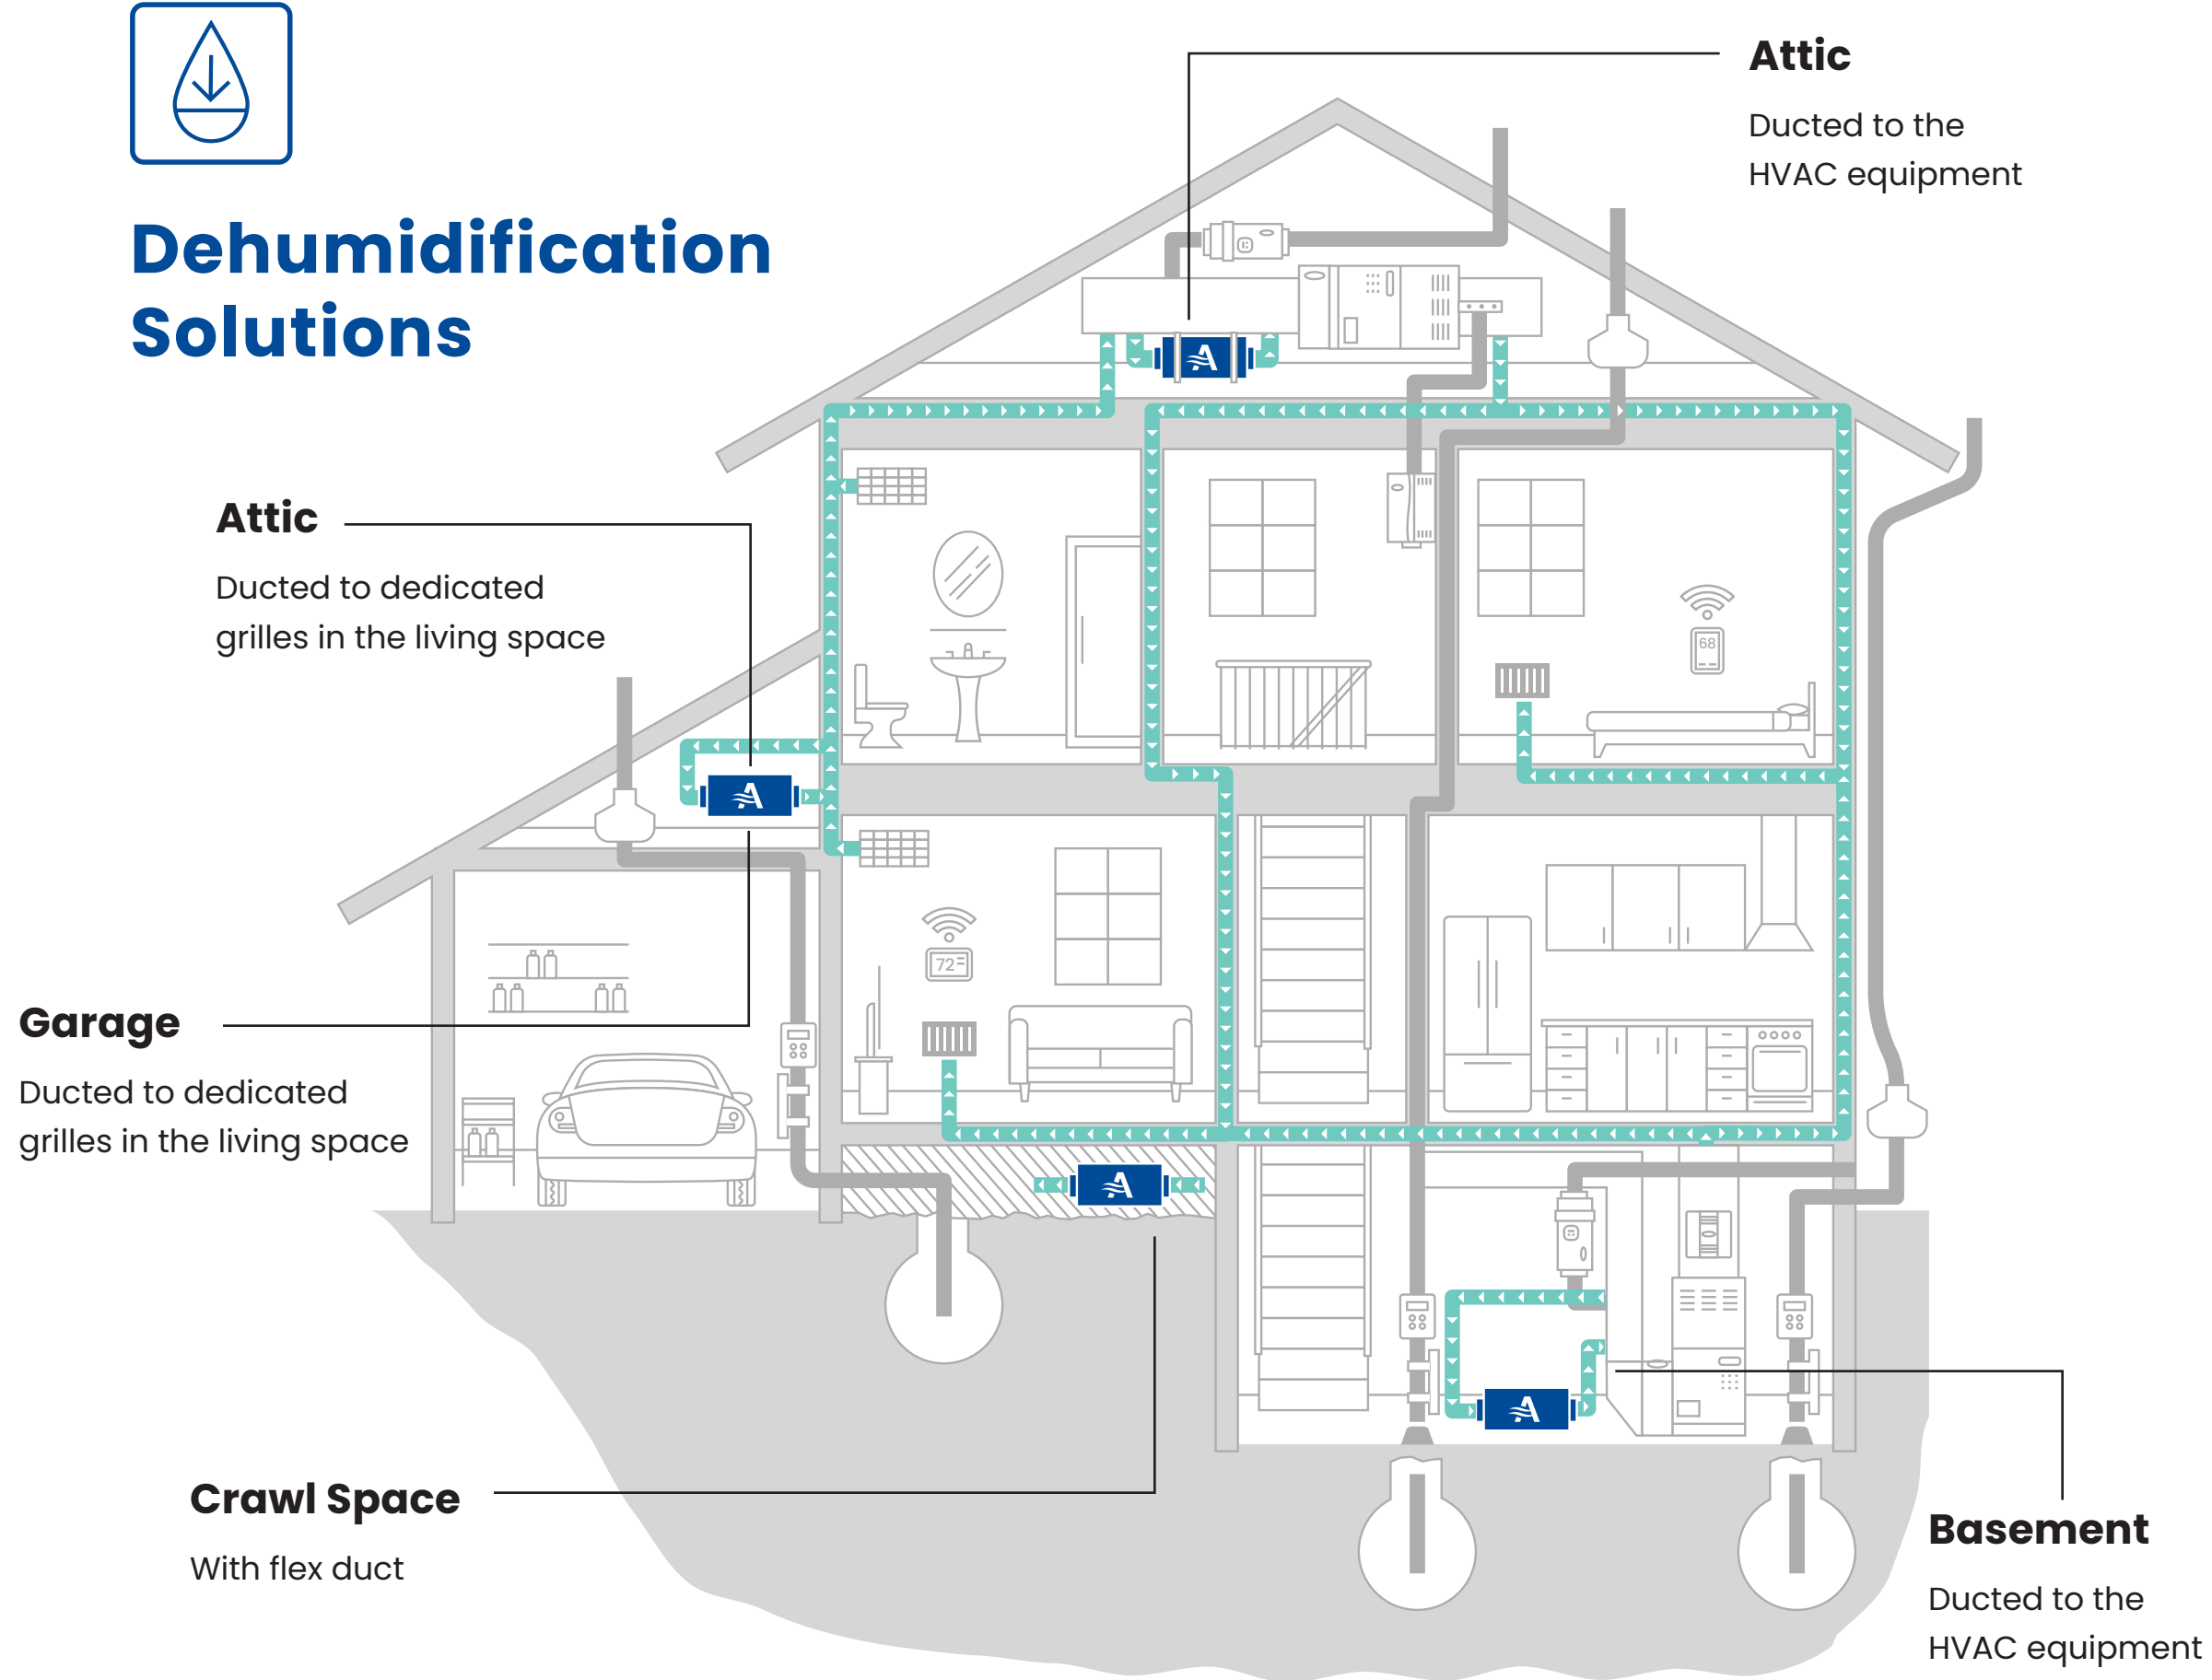 Dehumidification
Solutions
Attic
Ducted to the
HVAC equipment
Attic
Ducted to dedicated
grilles in the living space
68
Garage
Ducted to dedicated
grilles in the living space
72
Crawl Space
With flex duct
Basement
Ducted to the
HVAC equipment
A
A
A
A